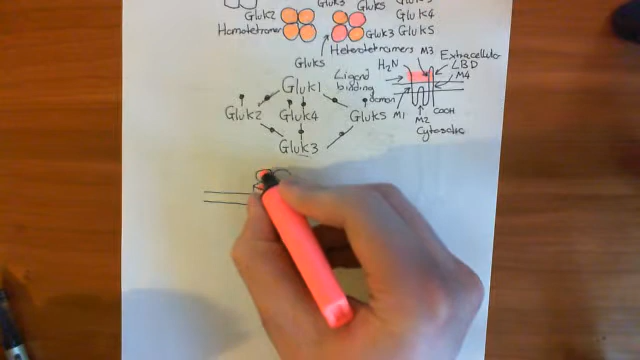 Gluk2
Gluk3
Gluk5
Gluk4
Homotetramer
Gluk3
Gluk5
Heterotetramers
Gluk5
H₂N
M3
Extracellular
LBD
Ligand
binding
domain
M4
Gluk1
Gluk2
Gluk4
Gluk5
M1
M2
COOH
Cytosolic
Gluk3